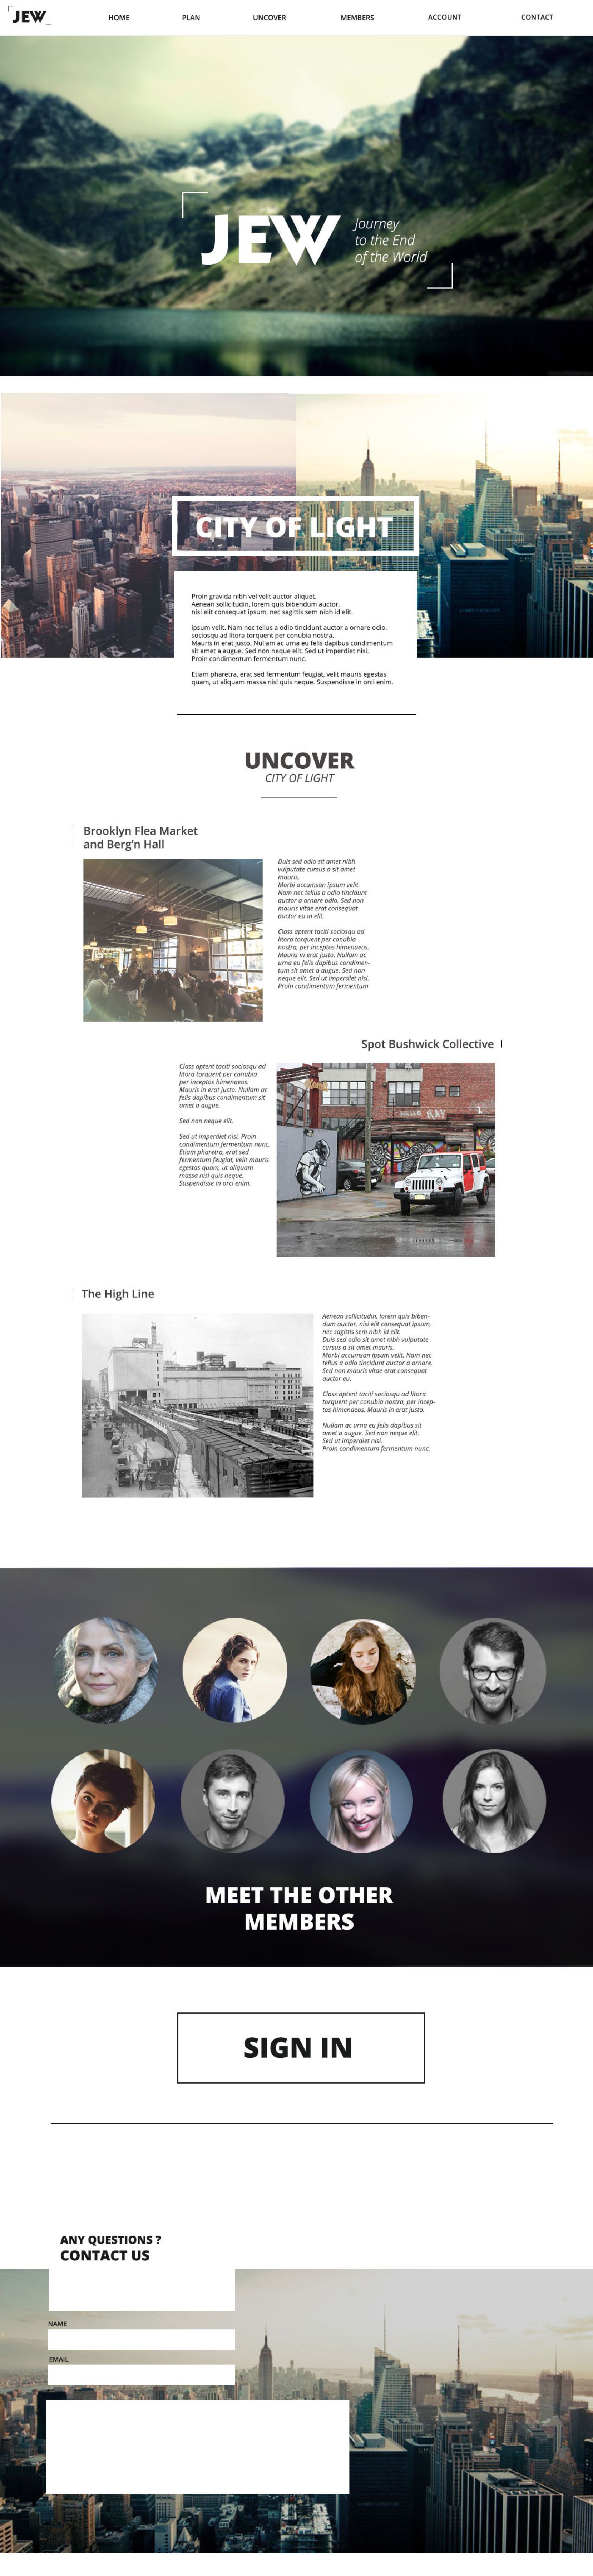 JEW
HOME PLAN UNCOVER MEMBERS ACCOUNT CONTACT
JEW
Journey
to the End
of the World
CITY OF LIGHT
Proin gravida nibh vel velit auctor aliquet.
Aenean sollicitudin, lorem quis bibendum auctor,
nisi elit consequat ipsum, nec sagittis sem nibh id elit.
ipsum velit. Nam nec tellus a odio tincidunt auctor a ornare odio.
sociosqu ad litora torquent per conubia nostra.
Mauris in erat justo. Nullam ac urna eu felis dapibus condimentum
sit amet a augue. Sed non neque elit. Sed ut imperdiet nisi.
Proin condimentum fermentum nunc.
Etiam pharetra, erat sed fermentum feugiat, velit mauris egestas
quam, ut aliquam massa nisl quis neque. Suspendisse in orci enim.
UNCOVER
CITY OF LIGHT
Brooklyn Flea Market
and Berg'n Hall
Duis sed odio sit amet nibh
vulputate cursus a sit amet
mauris.
Morbi accumsan ipsum velit.
Nam nec tellus a odio tincidunt
auctor a ornare odio. Sed non
mauris vitae erat consequat
auctor eu in elit.
Class aptent taciti sociosqu ad
litora torquent per conubia
nostra, per inceptos himenaeos.
Mauris in erat justo. Nullam ac
urna eu felis dapibus condimen-
tum sit amet a augue. Sed non
neque elit. Sed ut imperdiet nisi.
Proin condimentum fermentum
Spot Bushwick Collective
Class aptent taciti sociosqu ad
litora torquent per conubia
per inceptos himenaeos.
Mauris in erat justo. Nullam ac
felis dapibus condimentum sit
amet a augue.
Sed non neque elit.
Sed ut imperdiet nisi. Proin
condimentum fermentum nunc.
Etiam pharetra, erat sed
fermentum feugiat, velit mauris
egestas quam, ut aliquam
massa nisl quis neque.
Suspendisse in orci enim.
HELLO RAY
The High Line
Aenean sollicitudin, lorem quis biben-
dum auctor, nisi elit consequat ipsum,
nec sagittis sem nibh id elit.
Duis sed odio sit amet nibh vulputate
cursus a sit amet mauris.
Morbi accumsan ipsum velit. Nam nec
tellus a odio tincidunt auctor a ornare.
Sed non mauris vitae erat consequat
auctor eu.
Class aptent taciti sociosqu ad litora
torquent per conubia nostra, per incep-
tos himenaeos. Mauris in erat justo.
Nullam ac urna eu felis dapibus sit
amet a augue. Sed non neque elit.
Sed ut imperdiet nisi.
Proin condimentum fermentum nunc.
MEET THE OTHER
MEMBERS
SIGN IN
ANY QUESTIONS ?
CONTACT US
NAME
EMAIL